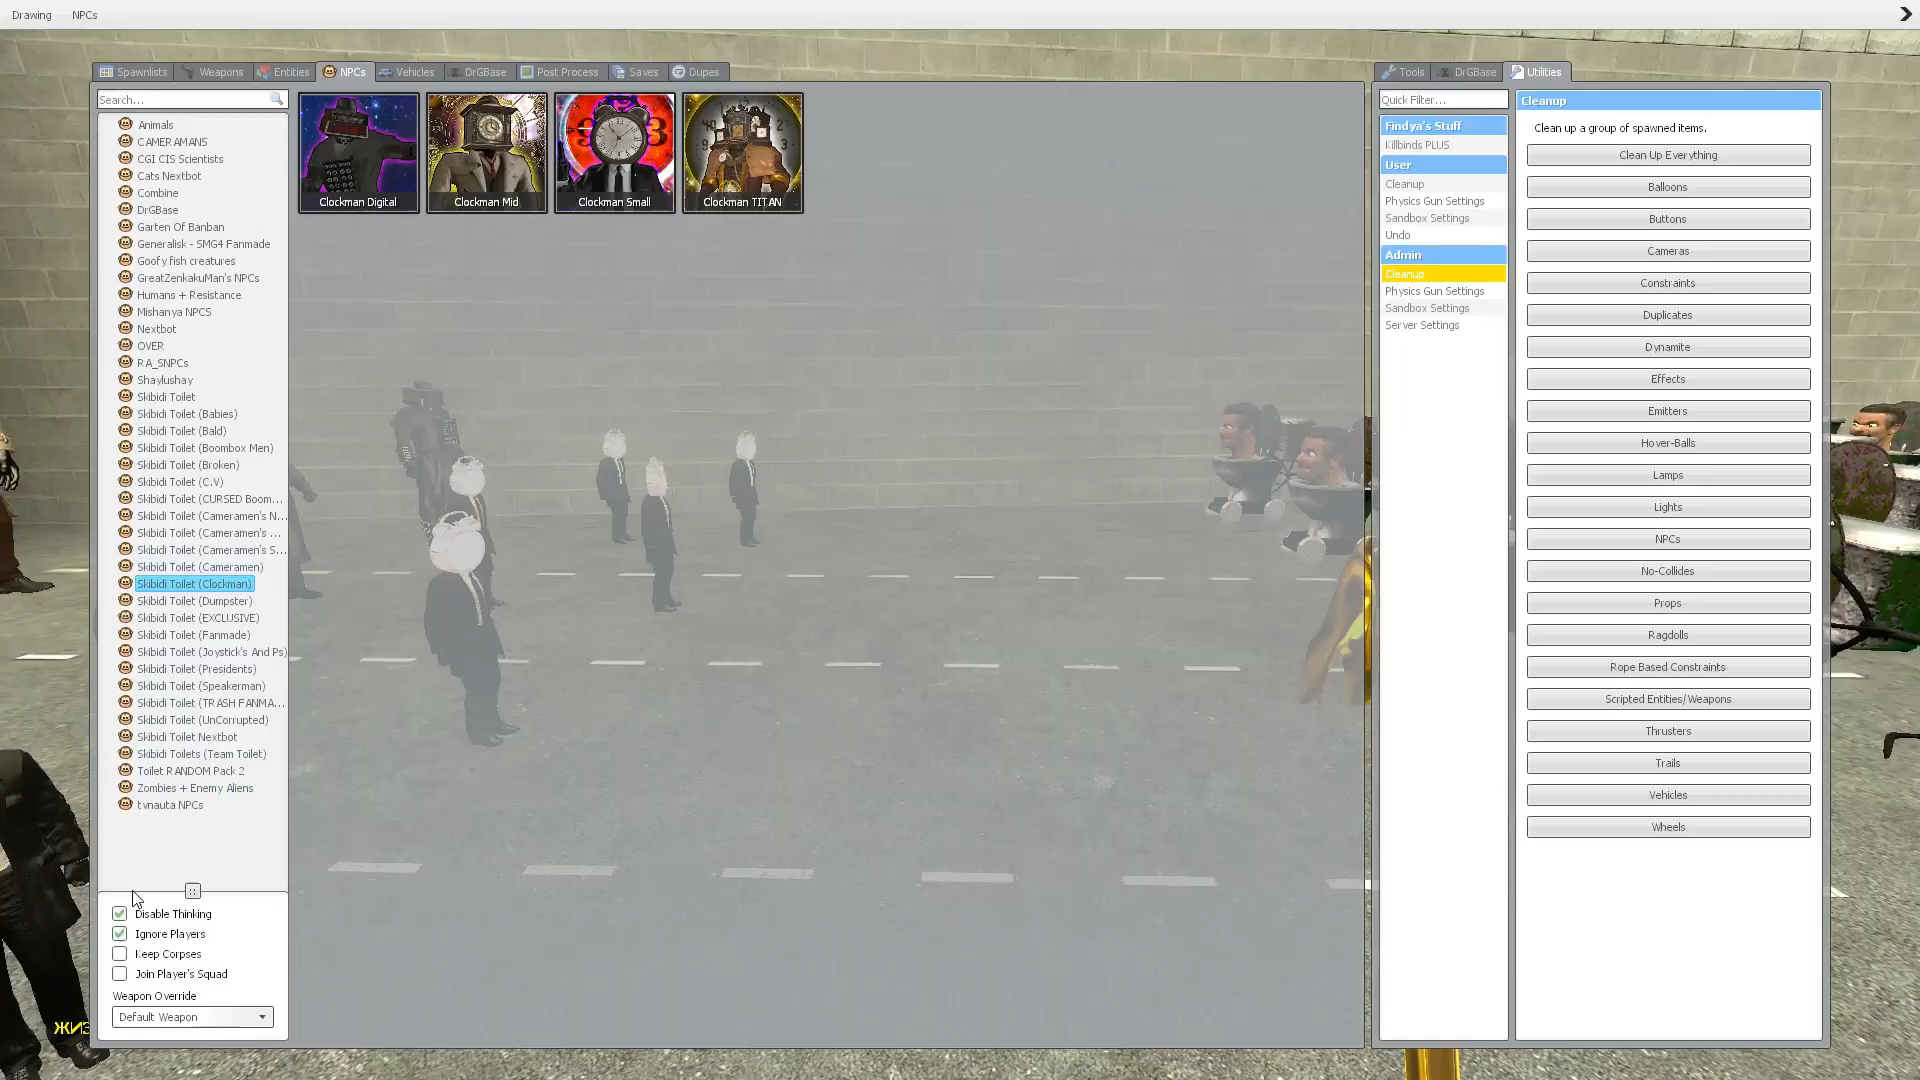 Drawing NPCs
Spawnlists Weapons Entities NPCs Vehicles DrGBase Post Process Saves Dupes
Search...
Animals
CAMERAMANS
CGI CIS Scientists
Cats Nextbot
Combine
DrGBase
Garten Of Banban
Generalisk - SMG4 Fanmade
Goofy fish creatures
GreatZenkakuMan's NPCs
Humans + Resistance
Mishanya NPCS
Nextbot
OVER
RA_SNPCs
Shaylushay
Skibidi Toilet
Skibidi Toilet (Babies)
Skibidi Toilet (Bald)
Skibidi Toilet (Boombox Men)
Skibidi Toilet (Broken)
Skibidi Toilet (C.V)
Skibidi Toilet (CURSED Boom...
Skibidi Toilet (Cameramen's N...
Skibidi Toilet (Cameramen's ...
Skibidi Toilet (Cameramen's S...
Skibidi Toilet (Cameramen)
Skibidi Toilet (Clockman)
Skibidi Toilet (Dumpster)
Skibidi Toilet (EXCLUSIVE)
Skibidi Toilet (Fanmade)
Skibidi Toilet (Joystick's And Ps)
Skibidi Toilet (Presidents)
Skibidi Toilet (Speakerman)
Skibidi Toilet (TRASH FANMA...
Skibidi Toilet (UnCorrupted)
Skibidi Toilet Nextbot
Skibidi Toilets (Team Toilet)
Toilet RANDOM Pack 2
Zombies + Enemy Aliens
tvnauta NPCs
Disable Thinking
Ignore Players
Keep Corpses
Join Player's Squad
Weapon Override
Default Weapon
ЖИЗ
Clockman Digital
Clockman Mid
Clockman Small
Clockman TITAN
Tools DrGBase Utilities
Quick Filter...
Findya's Stuff
Killbinds PLUS
User
Cleanup
Physics Gun Settings
Sandbox Settings
Undo
Admin
Cleanup
Physics Gun Settings
Sandbox Settings
Server Settings
Cleanup
Clean up a group of spawned items.
Clean Up Everything
Balloons
Buttons
Cameras
Constraints
Duplicates
Dynamite
Effects
Emitters
Hover-Balls
Lamps
Lights
NPCs
No-Collides
Props
Ragdolls
Rope Based Constraints
Scripted Entities/Weapons
Thrusters
Trails
Vehicles
Wheels